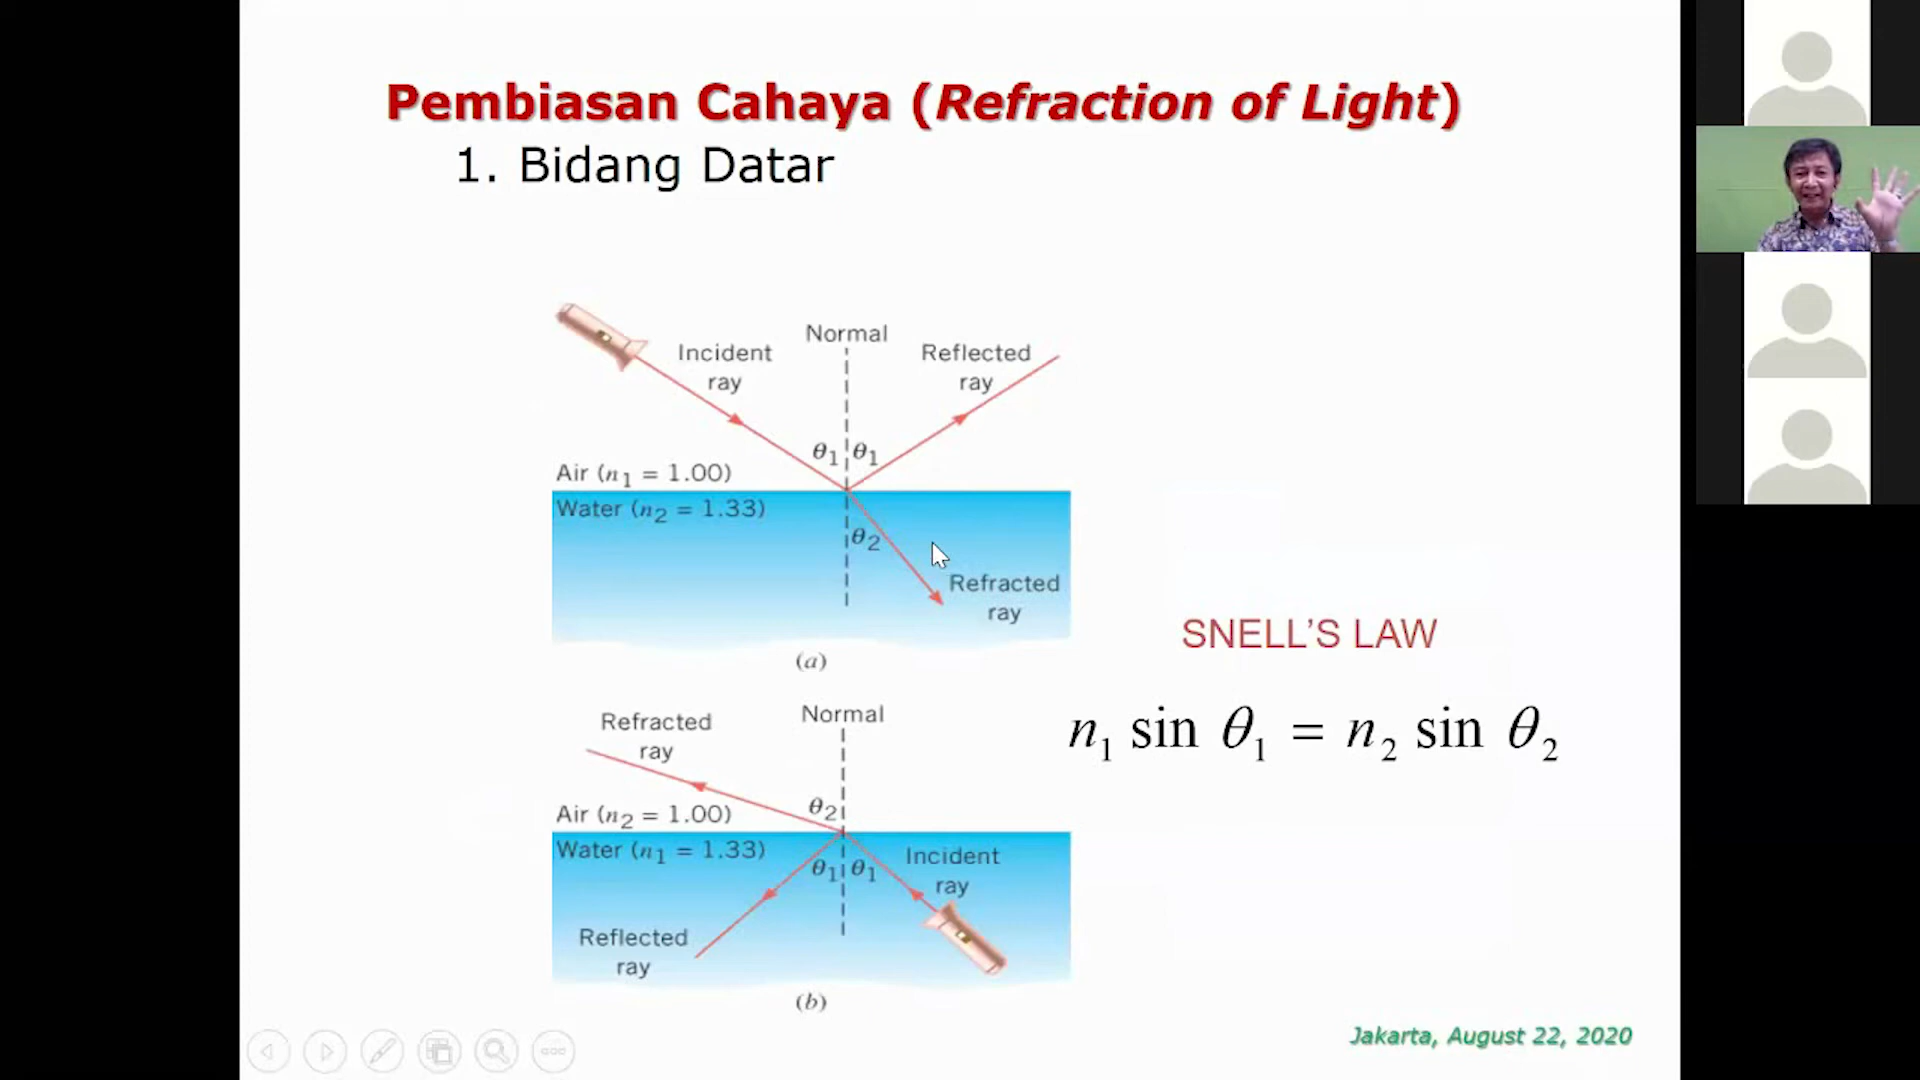 Pembiasan Cahaya (Refraction of Light)
1. Bidang Datar
Normal
Incident
ray
Reflected
ray
θ1 θ1
Air (n1 = 1.00)
Water (n2 = 1.33)
θ2
Refracted
ray
(a)
SNELL'S LAW
n1 sin θ1 = n2 sin θ2
Normal
Refracted
ray
θ2
Air (n2 = 1.00)
Water (n1 = 1.33)
θ1 θ1
Incident
ray
Reflected
ray
(b)
Jakarta, August 22, 2020